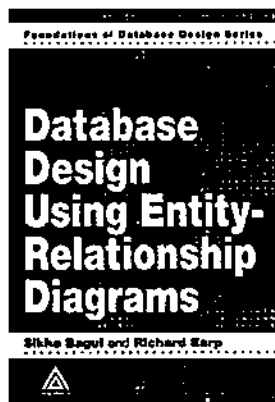 Foundations of Database Design Series
Database
Design
Using Entity-
Relationship
Diagrams
Sikha Bagui and Richard Earp